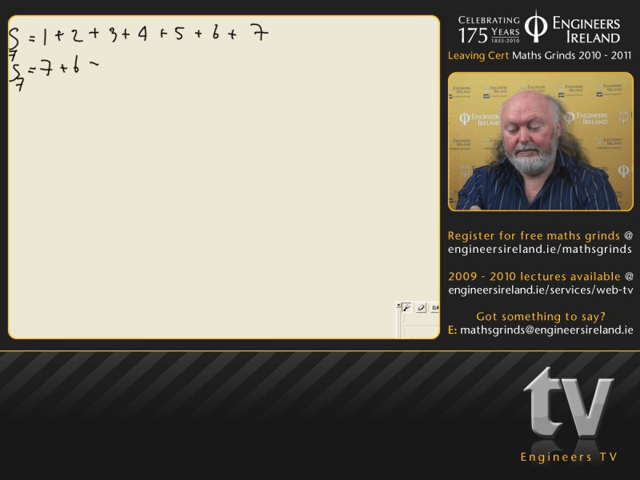 S₇ = 1 + 2 + 3 + 4 + 5 + 6 + 7
S₇ = 7 + 6 -
CELEBRATING
175 YEARS
1835-2010
ENGINEERS
IRELAND
Leaving Cert Maths Grinds 2010 - 2011
ENGINEERS
IRELAND
Register for free maths grinds @
engineersireland.ie/mathsgrinds
2009 - 2010 lectures available @
engineersireland.ie/services/web-tv
Got something to say?
E: mathsgrinds@engineersireland.ie
tv
Engineers TV